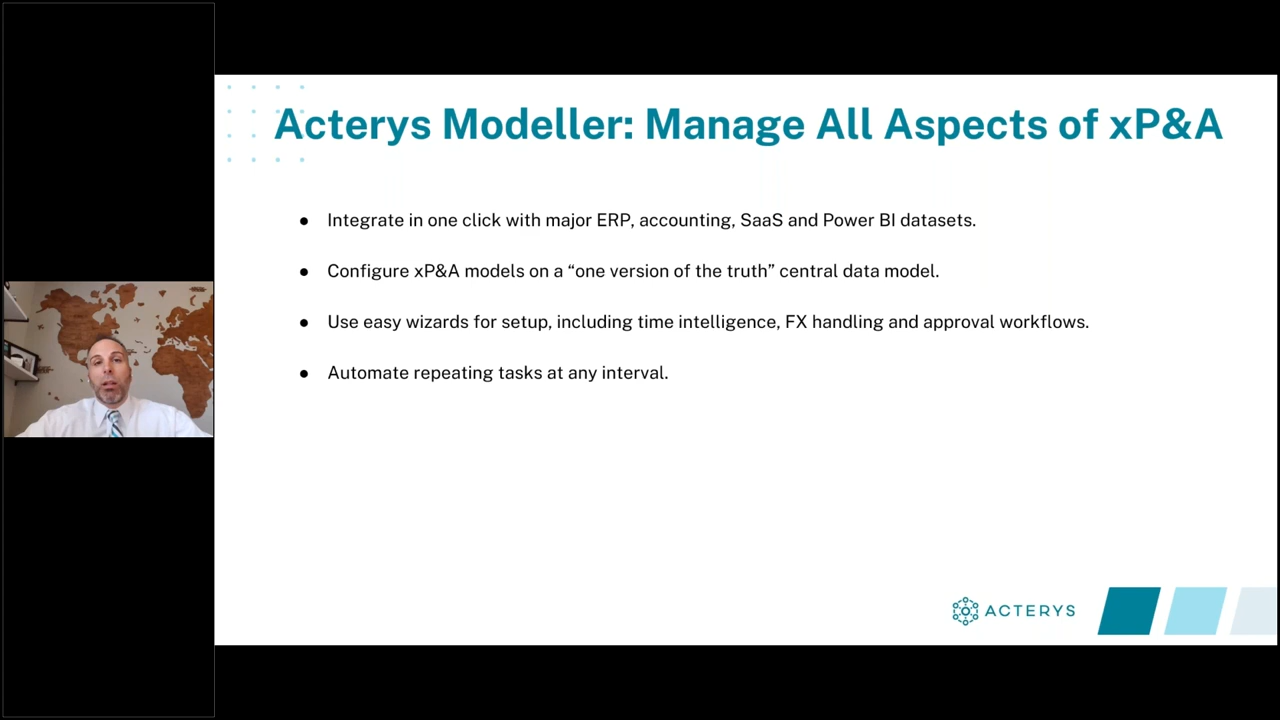 Acterys Modeller: Manage All Aspects of xP&A
● Integrate in one click with major ERP, accounting, SaaS and Power BI datasets.
● Configure xP&A models on a “one version of the truth” central data model.
● Use easy wizards for setup, including time intelligence, FX handling and approval workflows.
● Automate repeating tasks at any interval.
ACTERYS